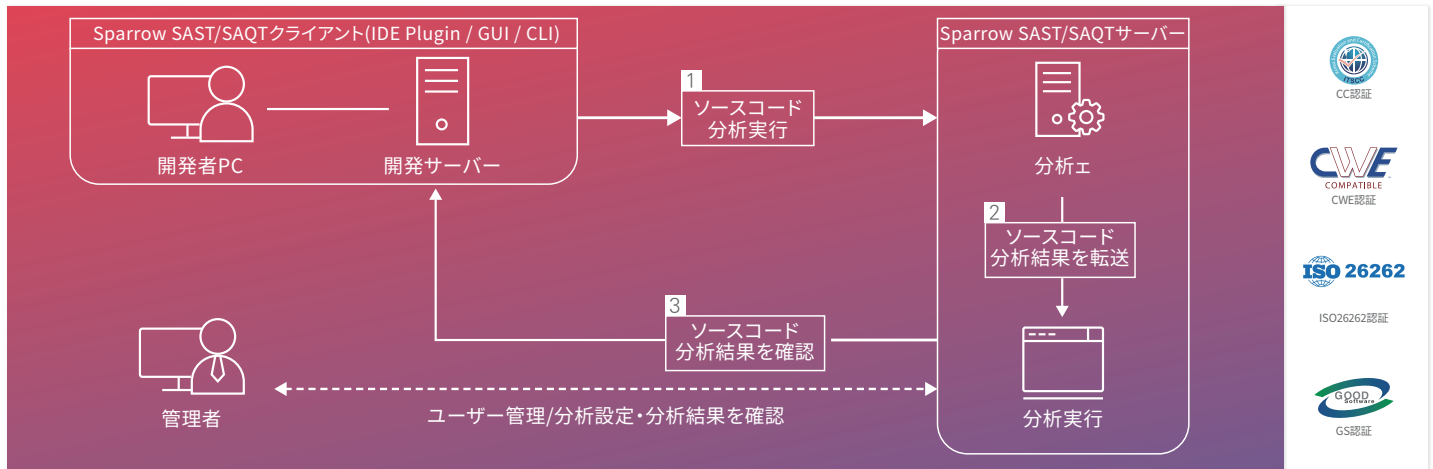 Sparrow SAST/SAQTクライアント(IDE Plugin / GUI / CLI)
開発者PC
開発サーバー
1
ソースコード
分析実行
Sparrow SAST/SAQTサーバー
分析ェ
2
ソースコード
分析結果を転送
分析実行
3
ソースコード
分析結果を確認
管理者
ユーザー管理/分析設定・分析結果を確認
ITSCC
CC認証
CWE
COMPATIBLE
CWE認証
ISO 26262
ISO26262認証
GOOD
Software
GS認証